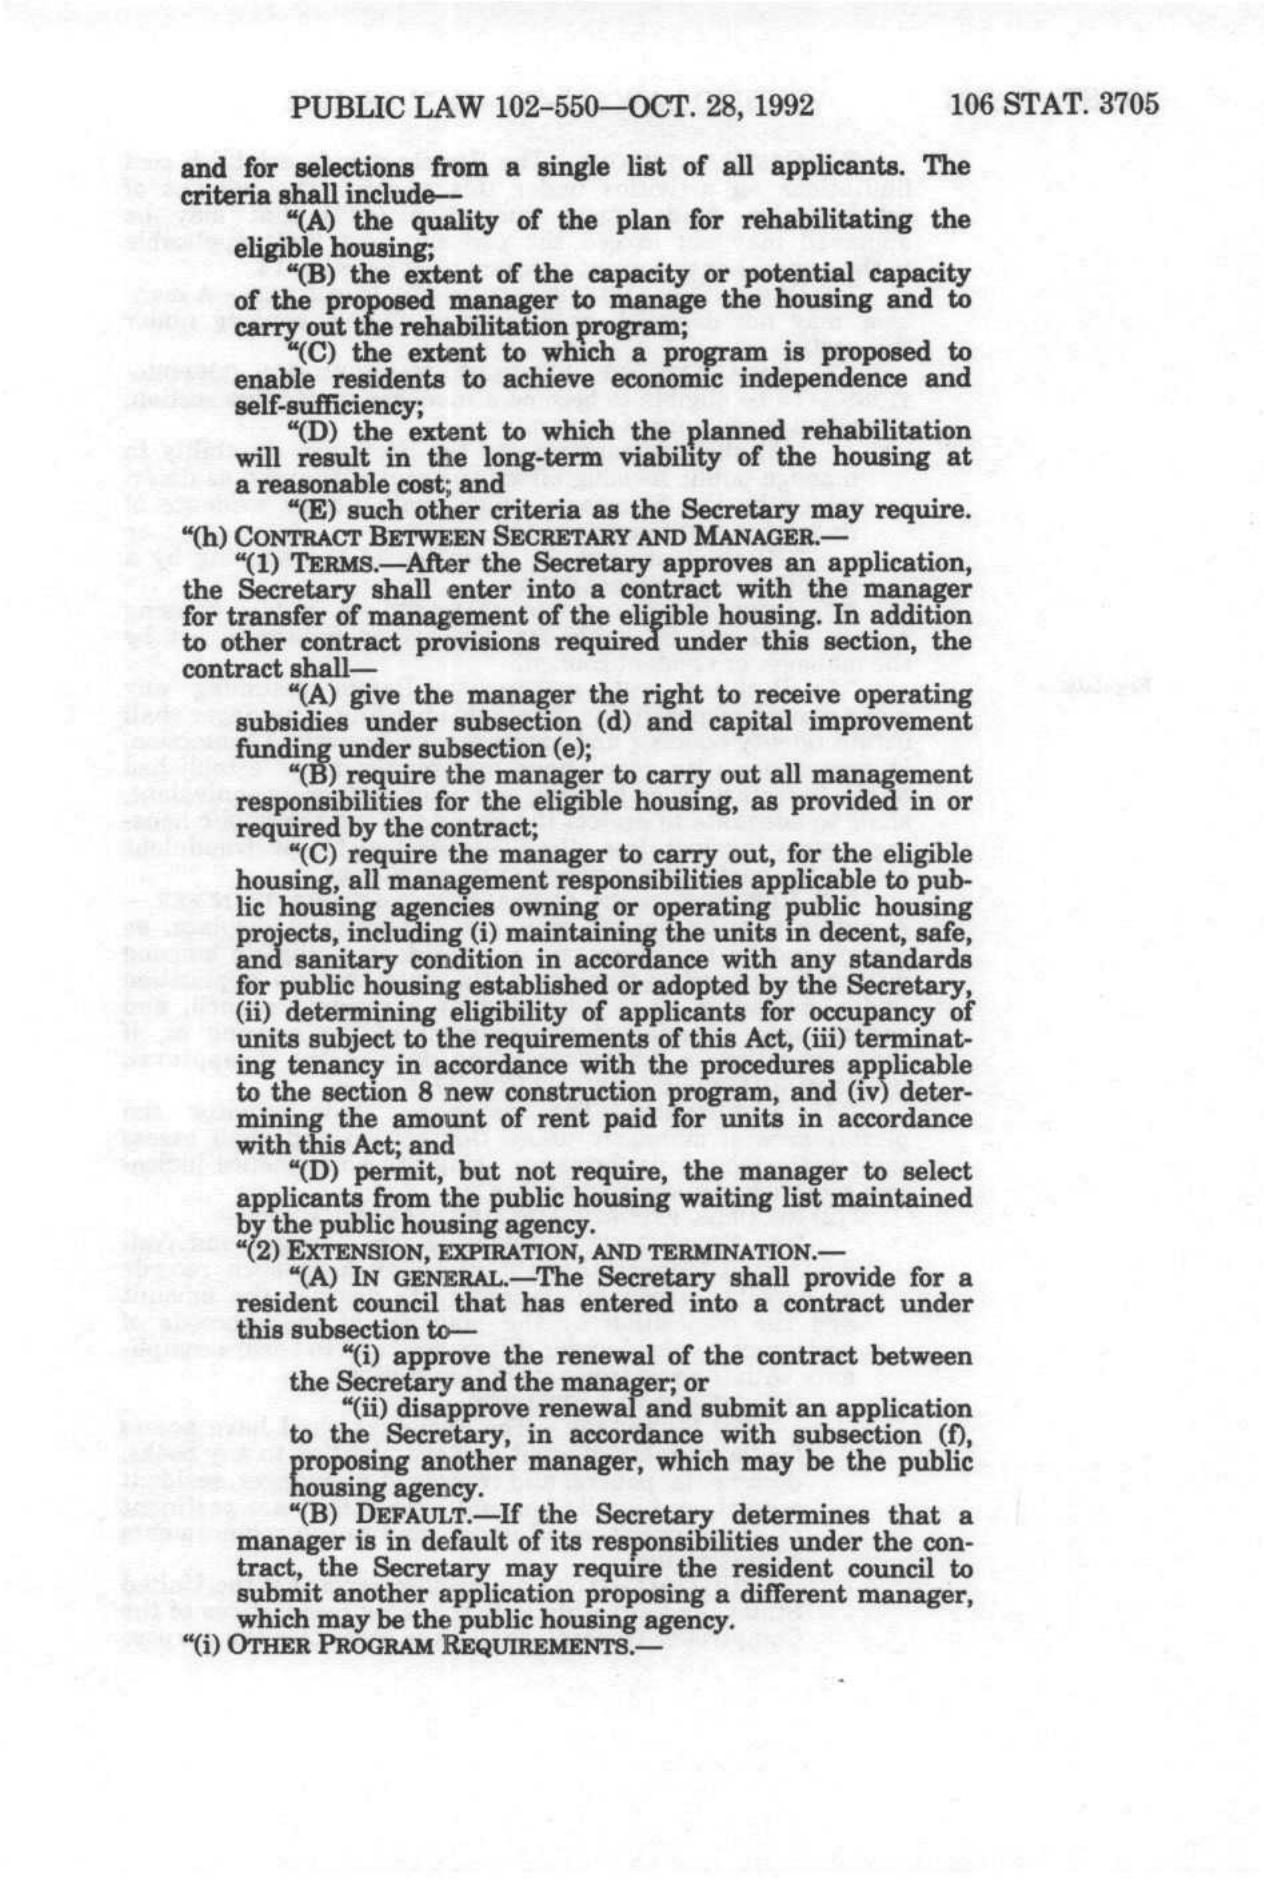 PUBLIC LAW 102–550—OCT. 28, 1992 106 STAT. 3705
and for selections from a single list of all applicants. The
criteria shall include—
“(A) the quality of the plan for rehabilitating the
eligible housing;
“(B) the extent of the capacity or potential capacity
of the proposed manager to manage the housing and to
carry out the rehabilitation program;
“(C) the extent to which a program is proposed to
enable residents to achieve economic independence and
self-sufficiency;
“(D) the extent to which the planned rehabilitation
will result in the long-term viability of the housing at
a reasonable cost; and
“(E) such other criteria as the Secretary may require.
“(h) CONTRACT BETWEEN SECRETARY AND MANAGER.—
“(1) TERMS.—After the Secretary approves an application,
the Secretary shall enter into a contract with the manager
for transfer of management of the eligible housing. In addition
to other contract provisions required under this section, the
contract shall—
“(A) give the manager the right to receive operating
subsidies under subsection (d) and capital improvement
funding under subsection (e);
“(B) require the manager to carry out all management
responsibilities for the eligible housing, as provided in or
required by the contract;
“(C) require the manager to carry out, for the eligible
housing, all management responsibilities applicable to pub-
lic housing agencies owning or operating public housing
projects, including (i) maintaining the units in decent, safe,
and sanitary condition in accordance with any standards
for public housing established or adopted by the Secretary,
(ii) determining eligibility of applicants for occupancy of
units subject to the requirements of this Act, (iii) terminat-
ing tenancy in accordance with the procedures applicable
to the section 8 new construction program, and (iv) deter-
mining the amount of rent paid for units in accordance
with this Act; and
“(D) permit, but not require, the manager to select
applicants from the public housing waiting list maintained
by the public housing agency.
“(2) EXTENSION, EXPIRATION, AND TERMINATION.—
“(A) IN GENERAL.—The Secretary shall provide for a
resident council that has entered into a contract under
this subsection to—
“(i) approve the renewal of the contract between
the Secretary and the manager; or
“(ii) disapprove renewal and submit an application
to the Secretary, in accordance with subsection (f),
proposing another manager, which may be the public
housing agency.
“(B) DEFAULT.—If the Secretary determines that a
manager is in default of its responsibilities under the con-
tract, the Secretary may require the resident council to
submit another application proposing a different manager,
which may be the public housing agency.
“(i) OTHER PROGRAM REQUIREMENTS.—